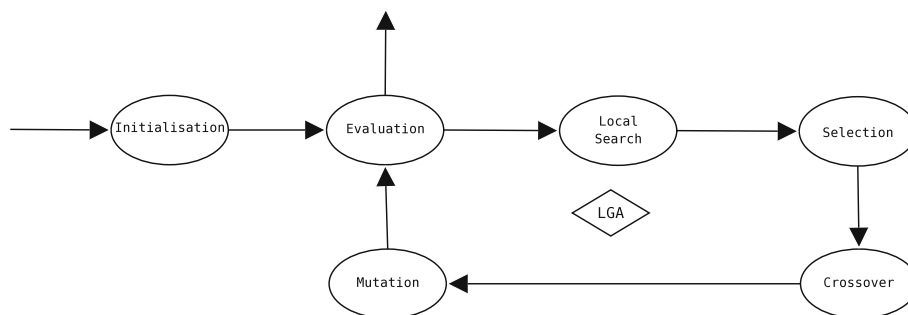 Initialisation
Evaluation
Local
Search
Selection
LGA
Mutation
Crossover